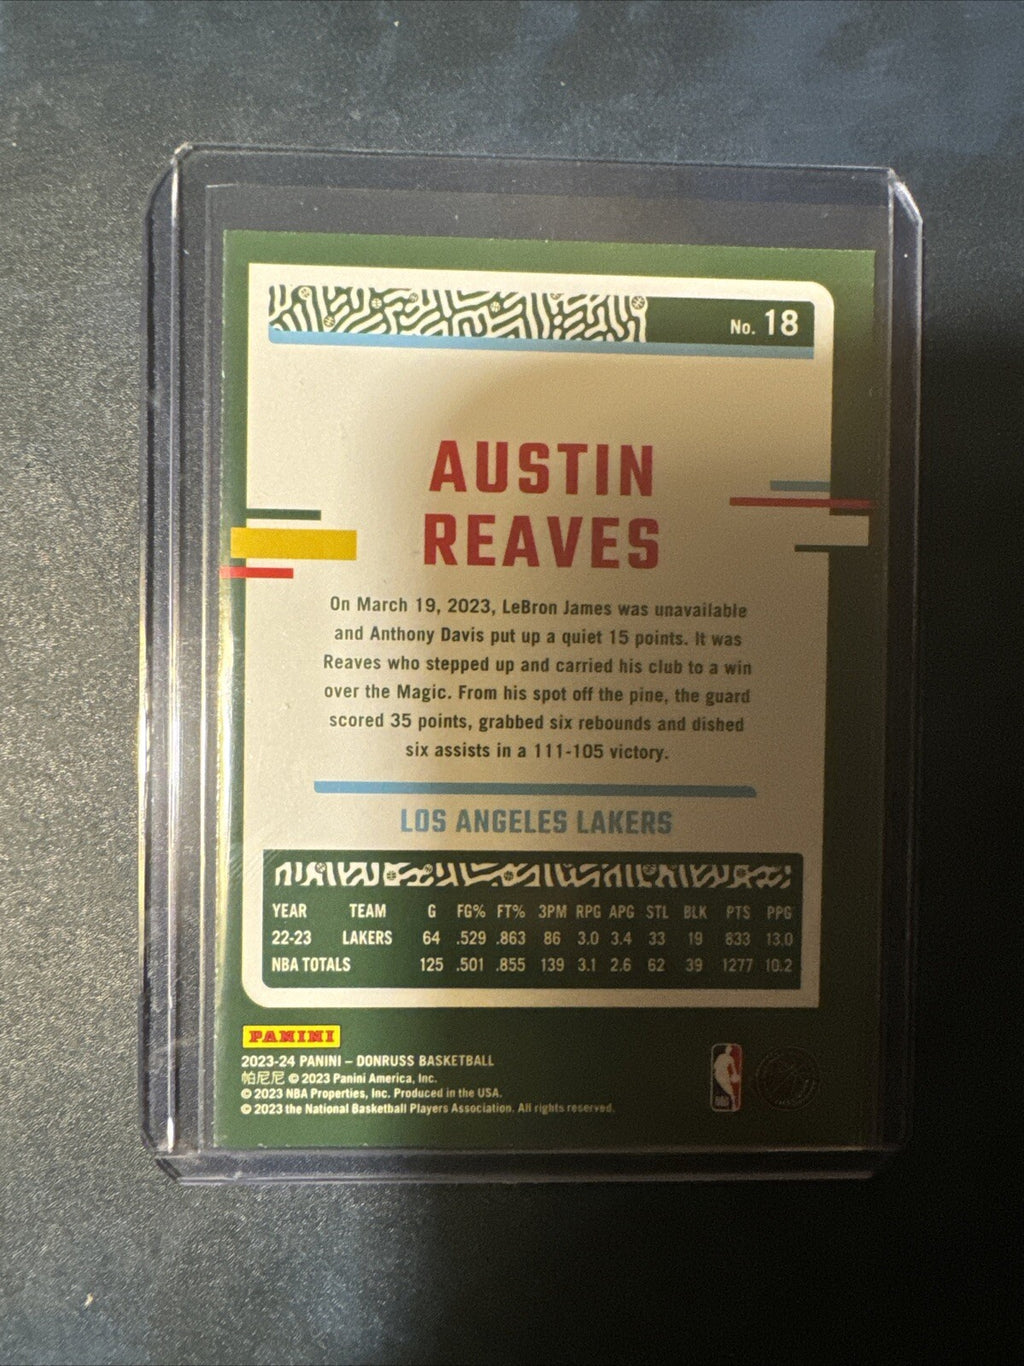 No. 18
AUSTIN
REAVES
On March 19, 2023, LeBron James was unavailable
and Anthony Davis put up a quiet 15 points. It was
Reaves who stepped up and carried his club to a win
over the Magic. From his spot off the pine, the guard
scored 35 points, grabbed six rebounds and dished
six assists in a 111-105 victory.
LOS ANGELES LAKERS
YEAR TEAM G FG% FT% 3PM RPG APG STL BLK PTS PPG
22-23 LAKERS 64 .529 .863 86 3.0 3.4 33 19 833 13.0
NBA TOTALS 125 .501 .855 139 3.1 2.6 62 39 1277 10.2
PANINI
2023-24 PANINI – DONRUSS BASKETBALL
帕尼尼 © 2023 Panini America, Inc.
© 2023 NBA Properties, Inc. Produced in the USA.
© 2023 the National Basketball Players Association. All rights reserved.